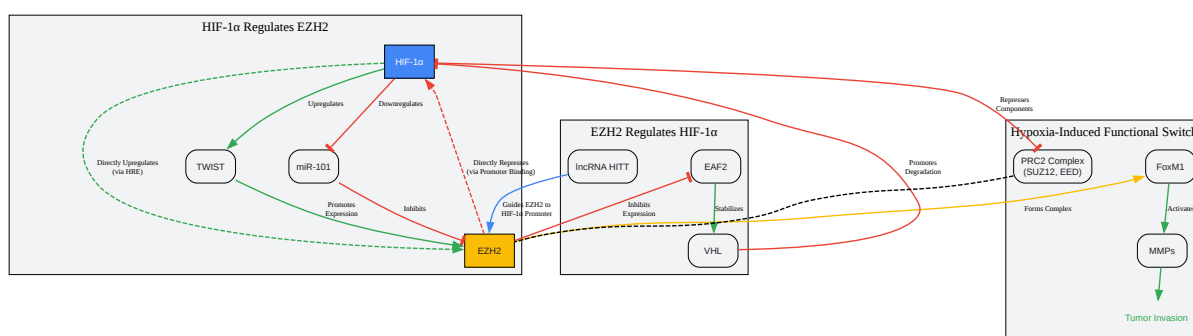 HIF-1α Regulates EZH2
HIF-1α
Upregulates
Downregulates
Represses
Components
EZH2 Regulates HIF-1α
Hypoxia-Induced Functional Switc
Directly Upregulates
(via HRE)
TWIST
miR-101
Directly Represses
(via Promoter Binding)
lncRNA HITT
EAF2
Promotes
Degradation
PRC2 Complex
(SUZ12, EED)
FoxM1
Promotes
Expression
Inhibits
Guides EZH2 to
HIF-1α Promoter
Inhibits
Expression
Stabilizes
Forms Complex
Activates
EZH2
VHL
MMPs
Tumor Invasion